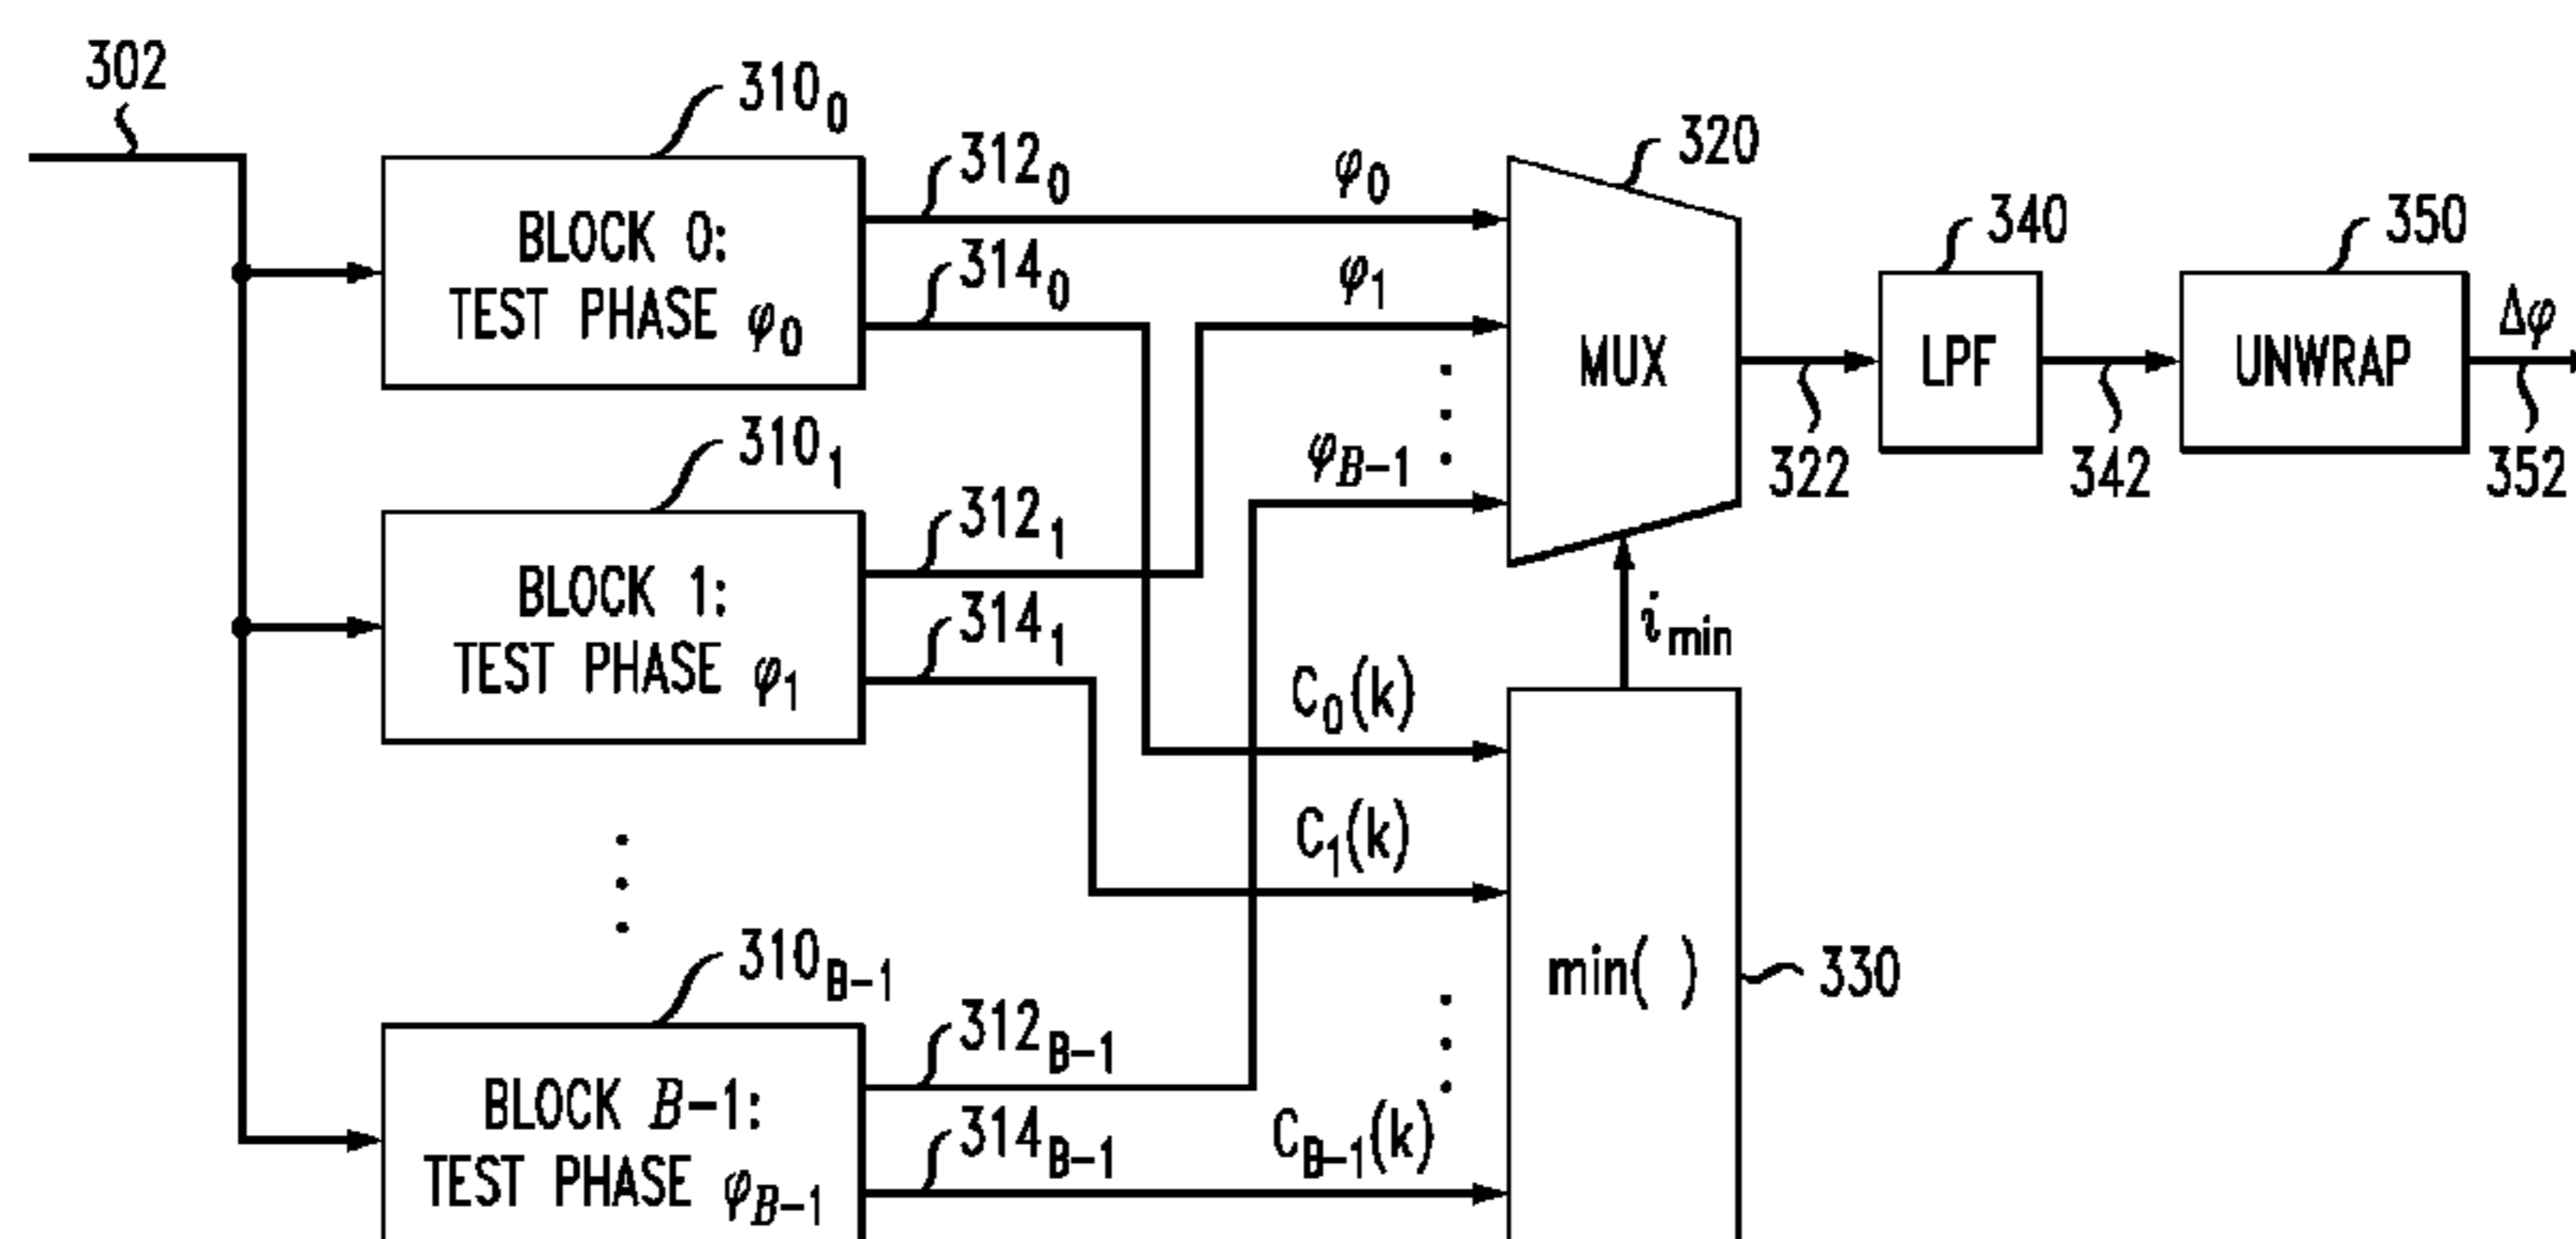 302
310₀
BLOCK 0:
TEST PHASE φ₀
312₀
314₀
φ₀
φ₁
φ_B–1
320
MUX
322
340
LPF
342
350
UNWRAP
Δφ
352
310₁
BLOCK 1:
TEST PHASE φ₁
312₁
314₁
i_min
C₀(k)
C₁(k)
C_B–1(k)
min( )
330
310_B–1
BLOCK B–1:
TEST PHASE φ_B–1
312_B–1
314_B–1